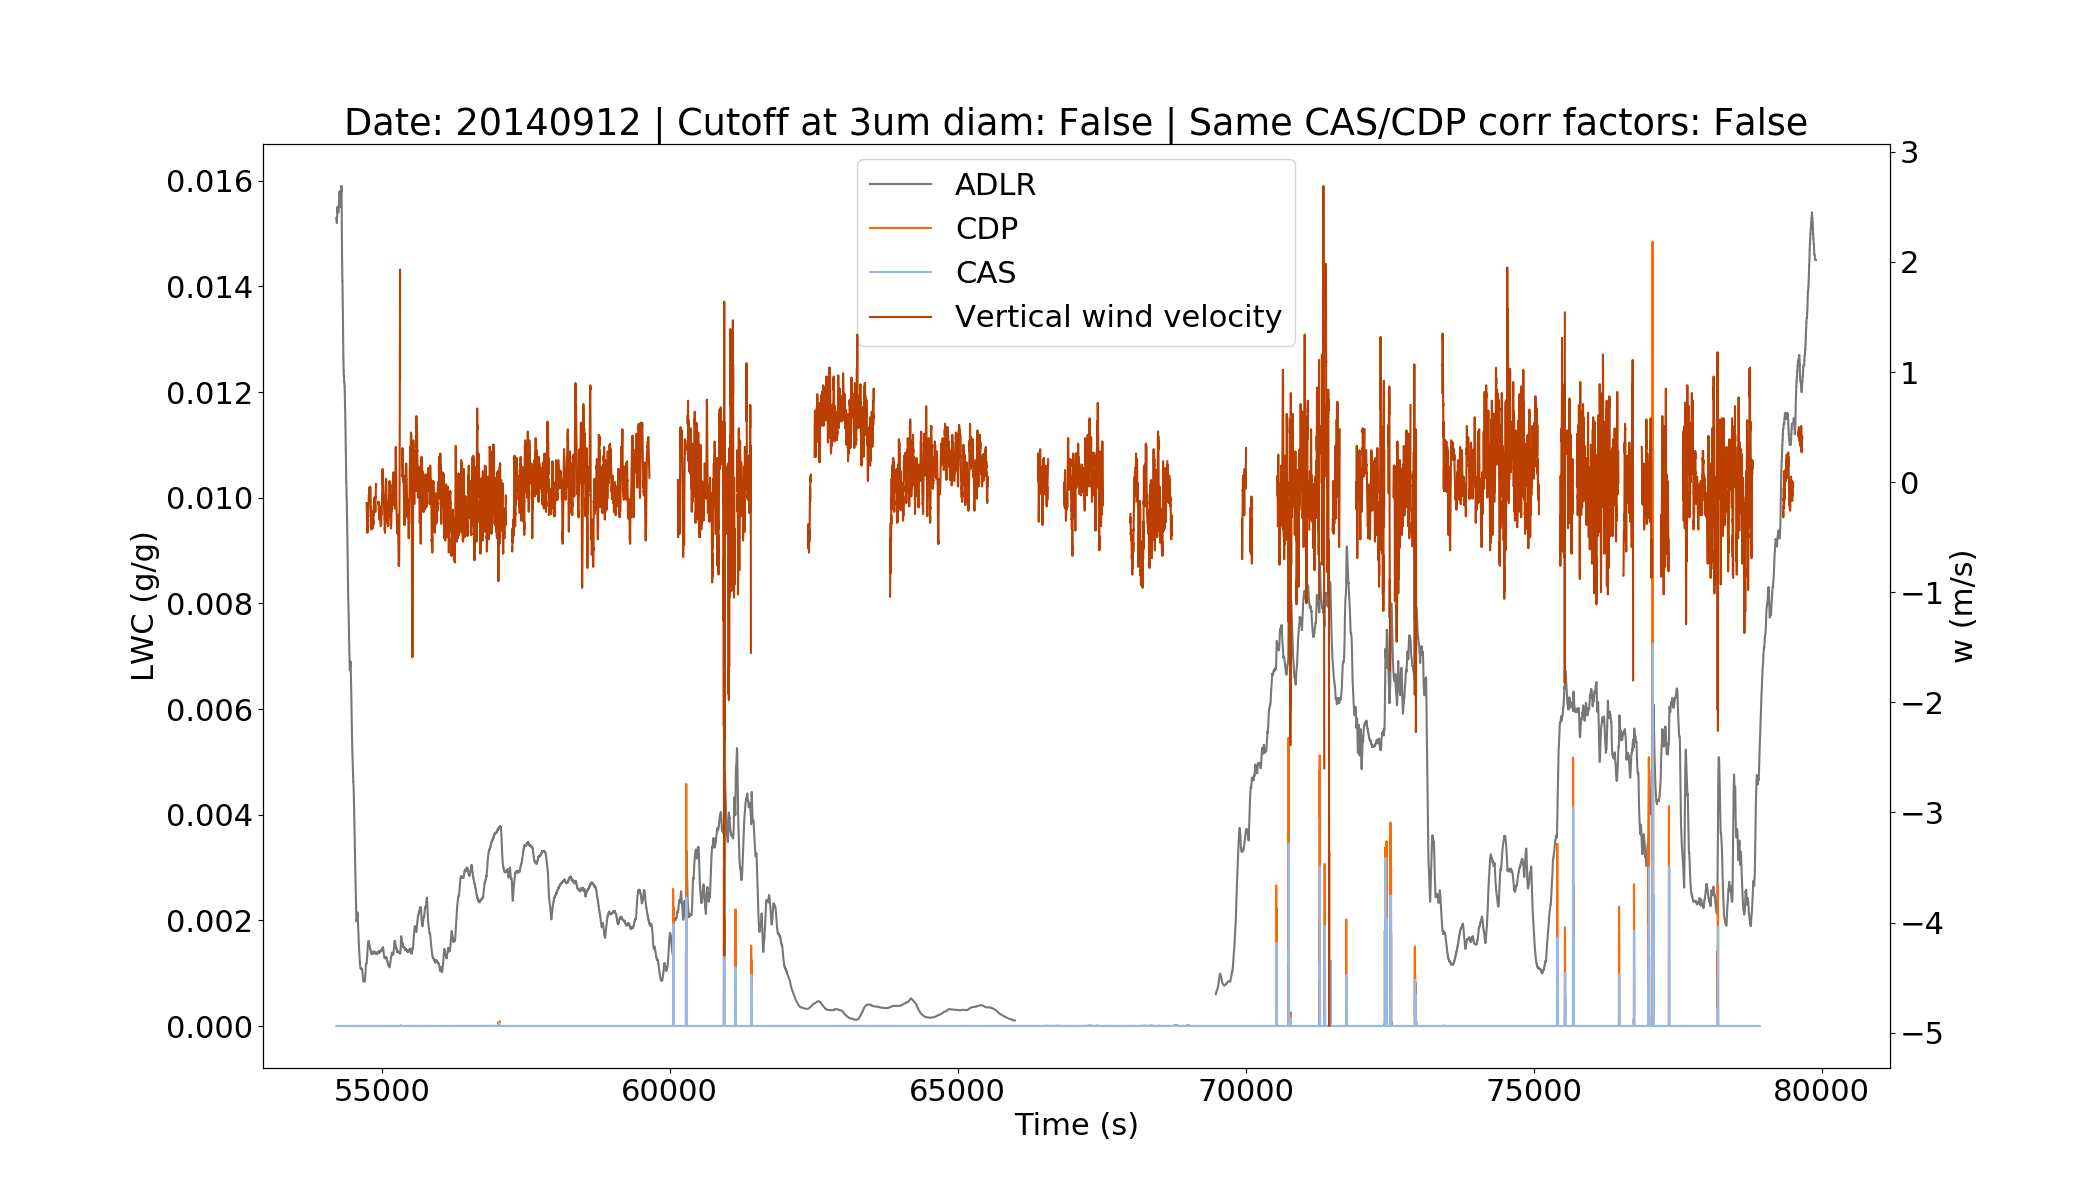 Date: 20140912 | Cutoff at 3um diam: False | Same CAS/CDP corr factors: False
ADLR
CDP
CAS
Vertical wind velocity
LWC (g/g)
0.016
0.014
0.012
0.010
0.008
0.006
0.004
0.002
0.000
3
2
1
0
−1
−2
−3
−4
−5
w (m/s)
55000 60000 65000 70000 75000 80000
Time (s)